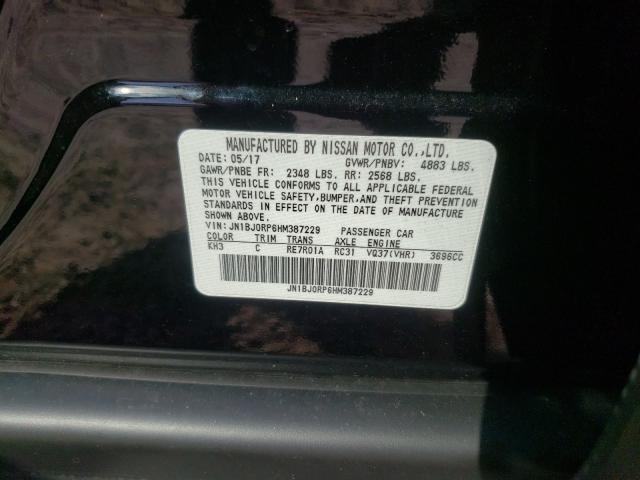 MANUFACTURED BY NISSAN MOTOR CO.,LTD.
DATE: 05/17 GVWR/PNBV: 4883 LBS.
GAWR/PNBE FR: 2348 LBS. RR: 2568 LBS.
THIS VEHICLE CONFORMS TO ALL APPLICABLE FEDERAL
MOTOR VEHICLE SAFETY, BUMPER, AND THEFT PREVENTION
STANDARDS IN EFFECT ON THE DATE OF MANUFACTURE
SHOWN ABOVE.
VIN: JN1BJ0RP6HM387229 PASSENGER CAR
COLOR TRIM TRANS AXLE ENGINE
KH3 C RE7R01A RC31 VQ37(VHR) 3696CC
JN1BJ0RP6HM387229